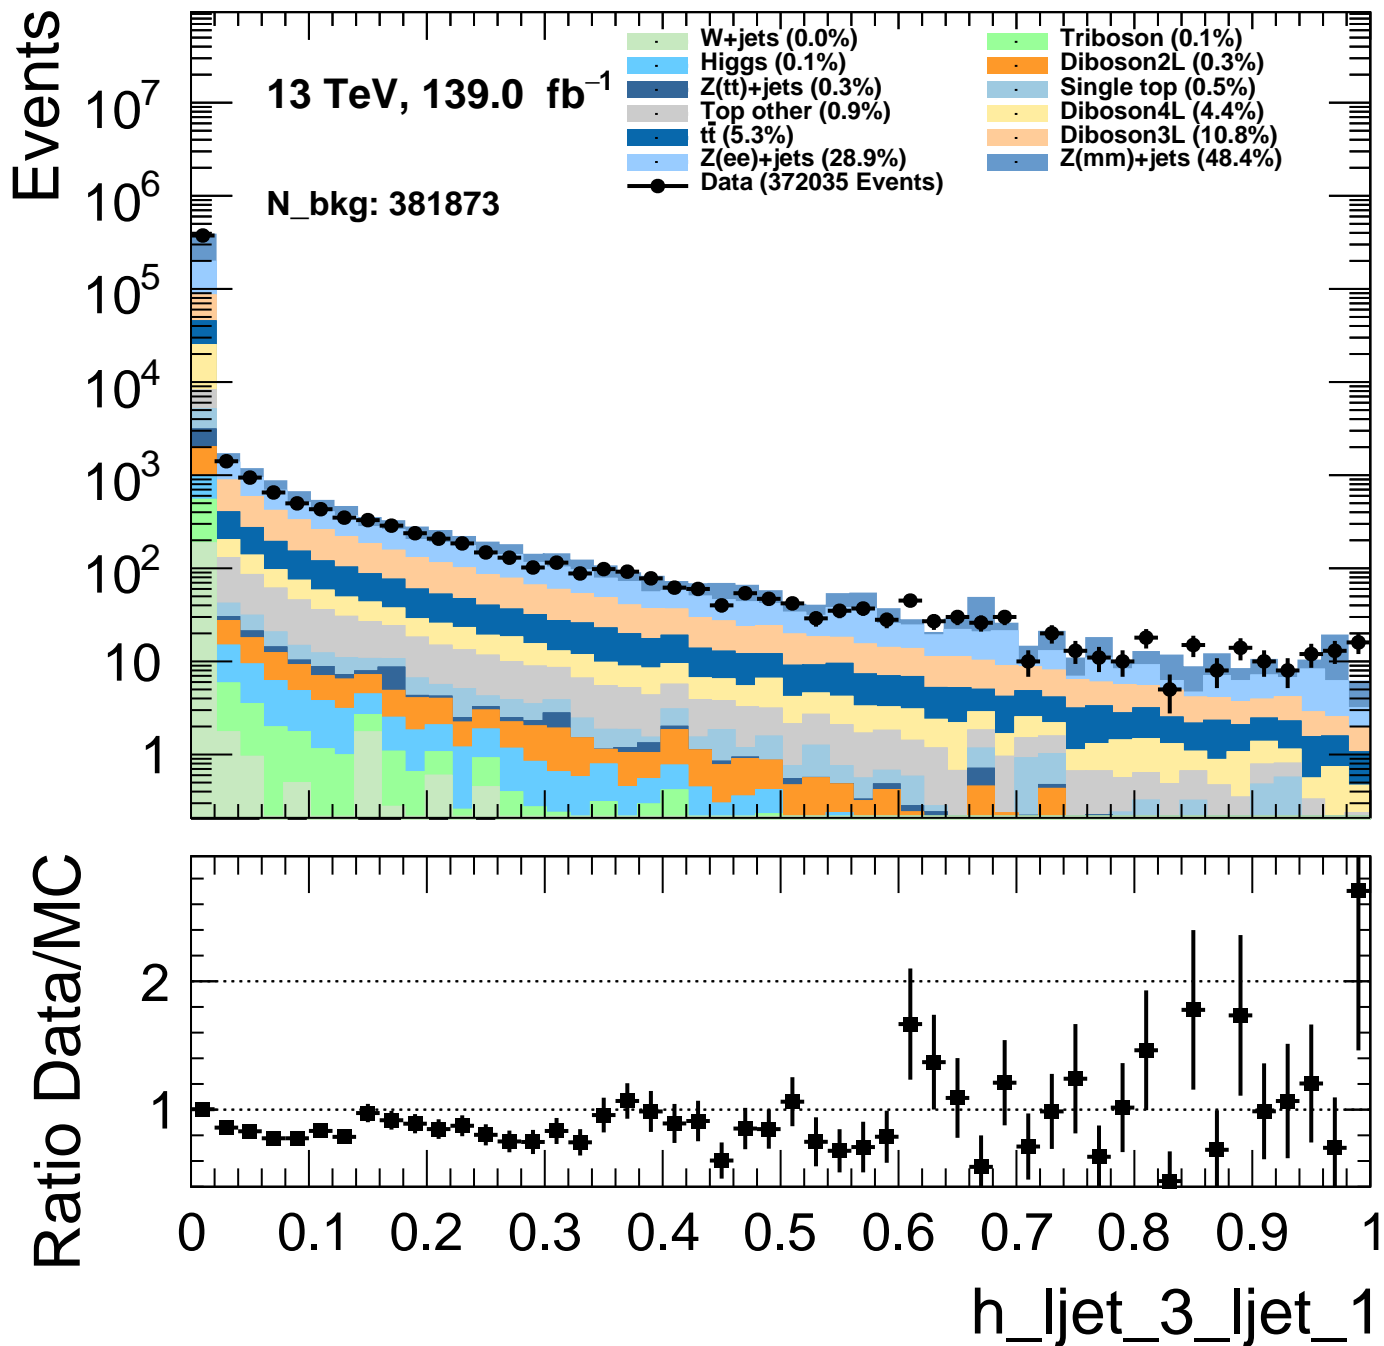 Events
13 TeV, 139.0 fb⁻¹
N_bkg: 381873
W+jets (0.0%)
Higgs (0.1%)
Z(tt)+jets (0.3%)
Top other (0.9%)
tt̄ (5.3%)
Z(ee)+jets (28.9%)
Data (372035 Events)
Triboson (0.1%)
Diboson2L (0.3%)
Single top (0.5%)
Diboson4L (4.4%)
Diboson3L (10.8%)
Z(mm)+jets (48.4%)
10⁷
10⁶
10⁵
10⁴
10³
10²
10
1
Ratio Data/MC
2
1
0 0.1 0.2 0.3 0.4 0.5 0.6 0.7 0.8 0.9 1
h_ljet_3_ljet_1